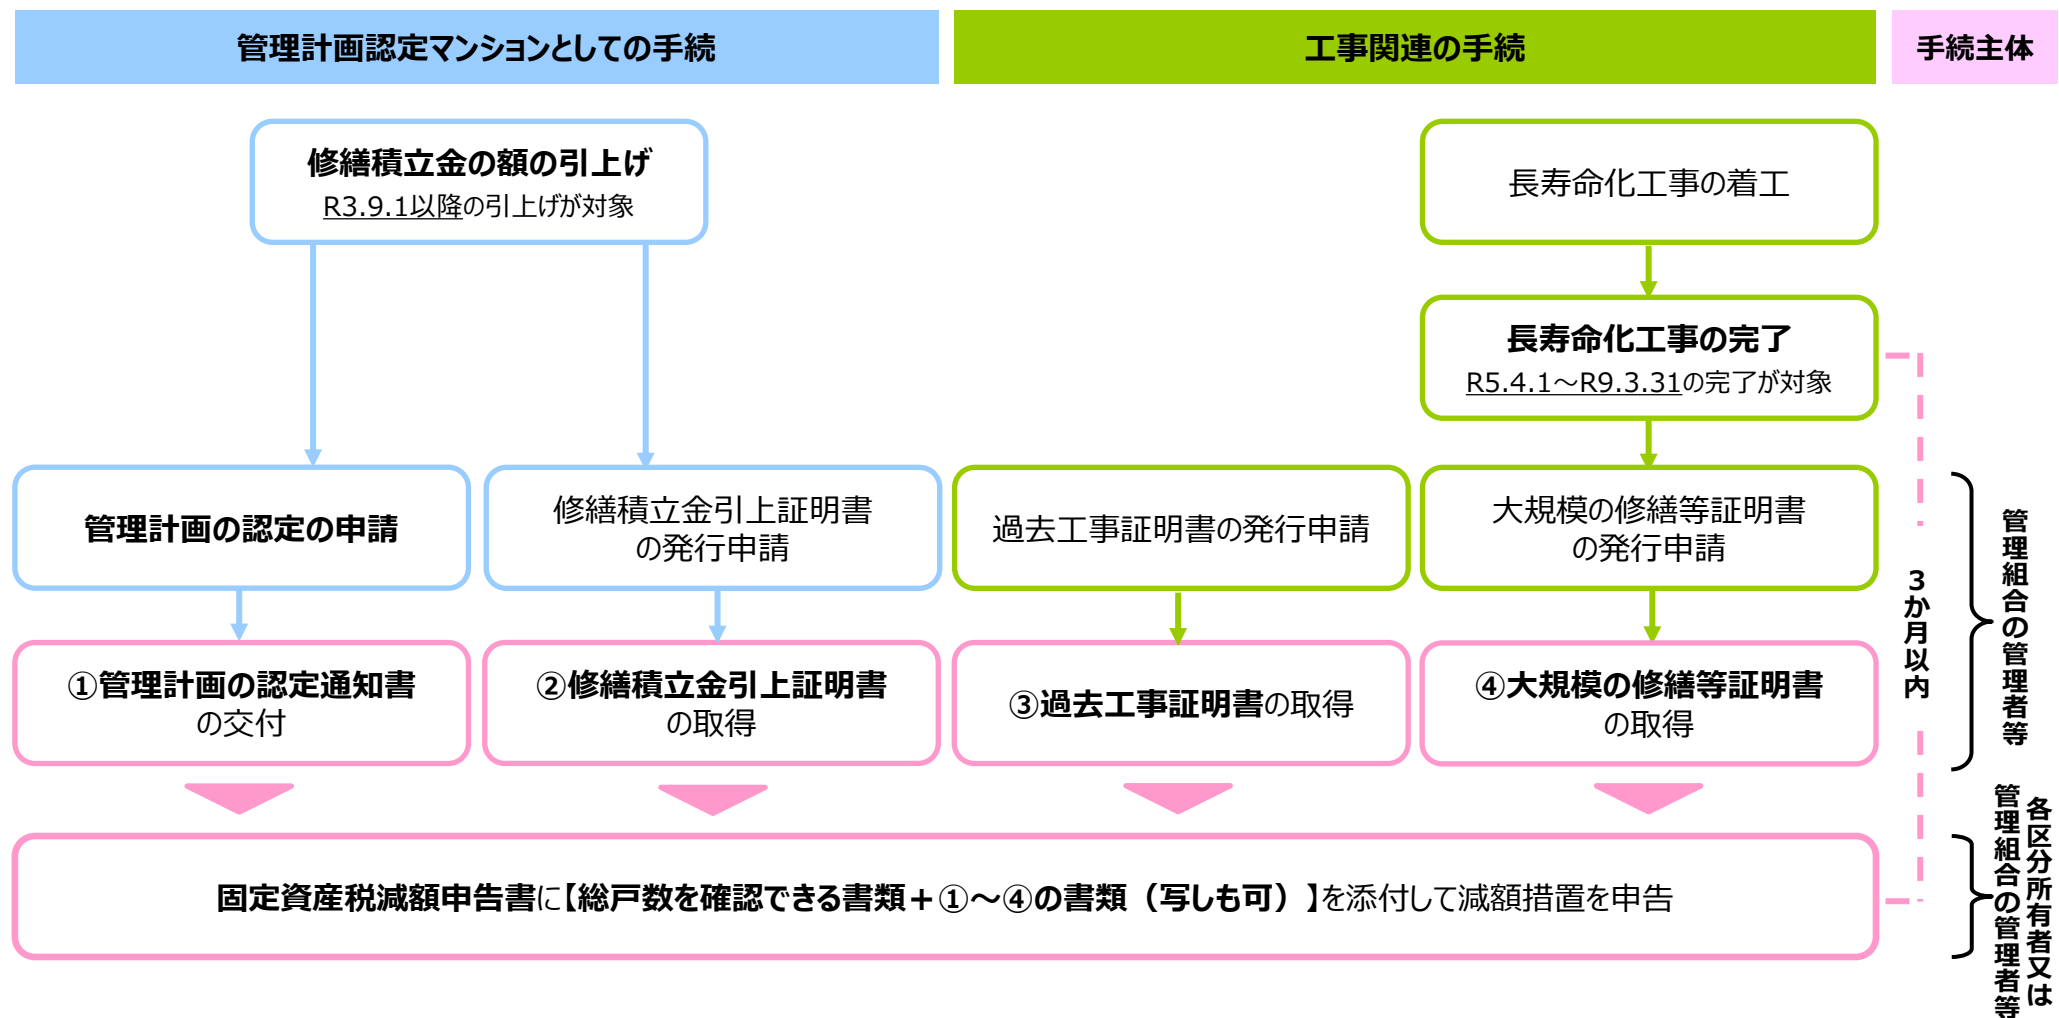 管理計画認定マンションとしての手続
工事関連の手続
手続主体
修繕積立金の額の引上げ
R3.9.1以降の引上げが対象
長寿命化工事の着工
長寿命化工事の完了
R5.4.1～R9.3.31の完了が対象
管理計画の認定の申請
修繕積立金引上証明書
の発行申請
過去工事証明書の発行申請
大規模の修繕等証明書
の発行申請
①管理計画の認定通知書
の交付
②修繕積立金引上証明書
の取得
③過去工事証明書の取得
④大規模の修繕等証明書
の取得
3か月以内
管理組合の管理者等
固定資産税減額申告書に【総戸数を確認できる書類＋①～④の書類（写しも可）】を添付して減額措置を申告
各区分所有者又は
管理組合の管理者等